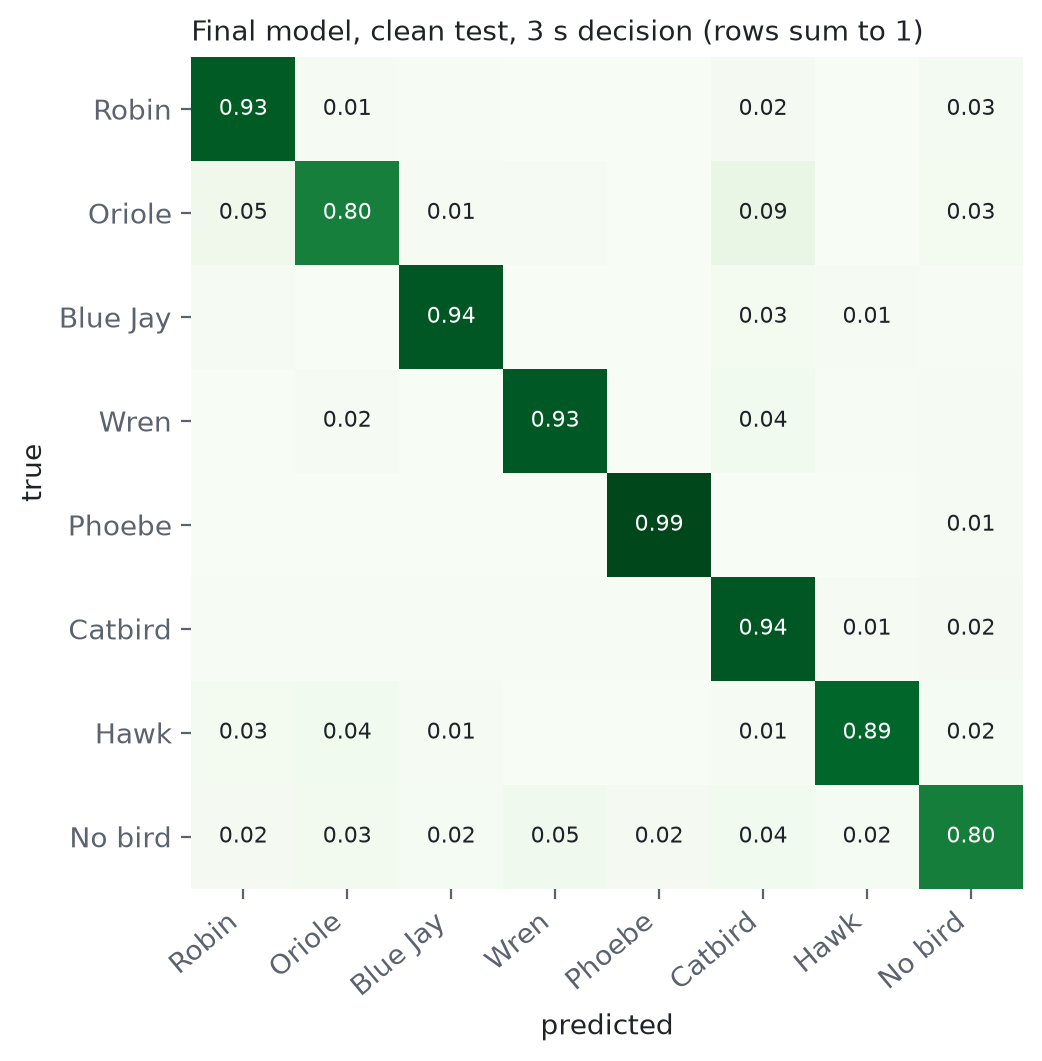 Final model, clean test, 3 s decision (rows sum to 1)
Robin 0.93 0.01 0.02 0.03
Oriole 0.05 0.80 0.01 0.09 0.03
Blue Jay 0.94 0.03 0.01
Wren 0.02 0.93 0.04
Phoebe 0.99 0.01
Catbird 0.94 0.01 0.02
Hawk 0.03 0.04 0.01 0.01 0.89 0.02
No bird 0.02 0.03 0.02 0.05 0.02 0.04 0.02 0.80
true
Robin Oriole Blue Jay Wren Phoebe Catbird Hawk No bird
predicted